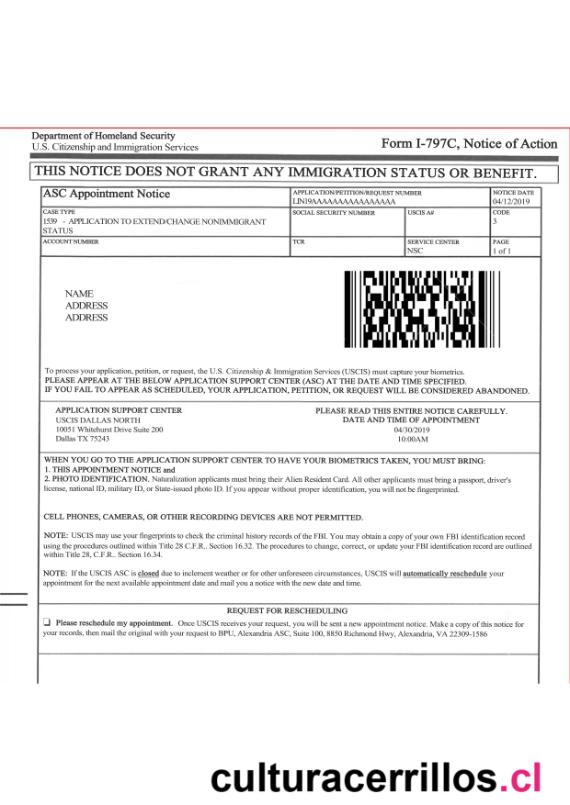 Department of Homeland Security
U.S. Citizenship and Immigration Services
Form I-797C, Notice of Action
THIS NOTICE DOES NOT GRANT ANY IMMIGRATION STATUS OR BENEFIT.
ASC Appointment Notice
APPLICATION/PETITION/REQUEST NUMBER
LIN19AAAAAAAAAAAAAAAA
NOTICE DATE
04/12/2019
CASE TYPE
1539 - APPLICATION TO EXTEND/CHANGE NONIMMIGRANT
STATUS
SOCIAL SECURITY NUMBER
USCIS A#
CODE
3
ACCOUNT NUMBER
TCR
SERVICE CENTER
NSC
PAGE
1 of 1
NAME
ADDRESS
ADDRESS
To process your application, petition, or request, the U.S. Citizenship & Immigration Services (USCIS) must capture your biometrics.
PLEASE APPEAR AT THE BELOW APPLICATION SUPPORT CENTER (ASC) AT THE DATE AND TIME SPECIFIED.
IF YOU FAIL TO APPEAR AS SCHEDULED, YOUR APPLICATION, PETITION, OR REQUEST WILL BE CONSIDERED ABANDONED.
APPLICATION SUPPORT CENTER
USCIS DALLAS NORTH
10051 Whitehurst Drive Suite 200
Dallas TX 75243
PLEASE READ THIS ENTIRE NOTICE CAREFULLY.
DATE AND TIME OF APPOINTMENT
04/30/2019
10:00AM
WHEN YOU GO TO THE APPLICATION SUPPORT CENTER TO HAVE YOUR BIOMETRICS TAKEN, YOU MUST BRING:
1. THIS APPOINTMENT NOTICE and
2. PHOTO IDENTIFICATION. Naturalization applicants must bring their Alien Resident Card. All other applicants must bring a passport, driver's
license, national ID, military ID, or State-issued photo ID. If you appear without proper identification, you will not be fingerprinted.
CELL PHONES, CAMERAS, OR OTHER RECORDING DEVICES ARE NOT PERMITTED.
NOTE: USCIS may use your fingerprints to check the criminal history records of the FBI. You may obtain a copy of your own FBI identification record
using the procedures outlined within Title 28 C.F.R.. Section 16.32. The procedures to change, correct, or update your FBI identification record are outlined
within Title 28, C.F.R.. Section 16.34.
NOTE: If the USCIS ASC is closed due to inclement weather or for other unforeseen circumstances, USCIS will automatically reschedule your
appointment for the next available appointment date and mail you a notice with the new date and time.
REQUEST FOR RESCHEDULING
❑ Please reschedule my appointment. Once USCIS receives your request, you will be sent a new appointment notice. Make a copy of this notice for
your records, then mail the original with your request to BPU, Alexandria ASC, Suite 100, 8850 Richmond Hwy, Alexandria, VA 22309-1586
culturacerrillos.cl